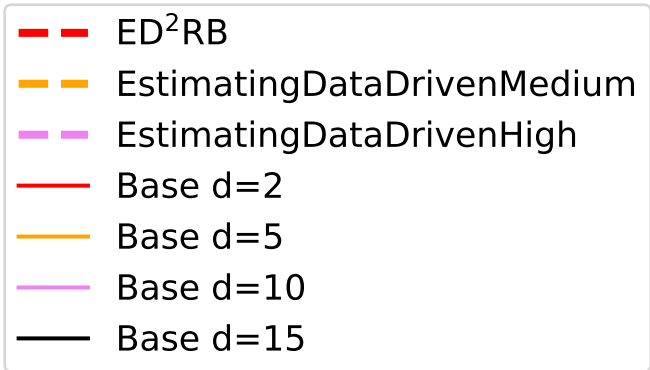 ED²RB
EstimatingDataDrivenMedium
EstimatingDataDrivenHigh
Base d=2
Base d=5
Base d=10
Base d=15